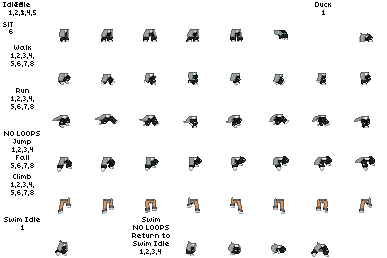 Duck
1
1,2,3,4,5
SIT
6
Walk
1,2,3,4,
5,6,7,8
Run
1,2,3,4,
5,6,7,8
NO LOOPS
Jump
1,2,3,4
Fall
5,6,7,8
Climb
1,2,3,4,
5,6,7,8
Swim Idle
1
Swim
NO LOOPS
Return to
Swim Idle
1,2,3,4